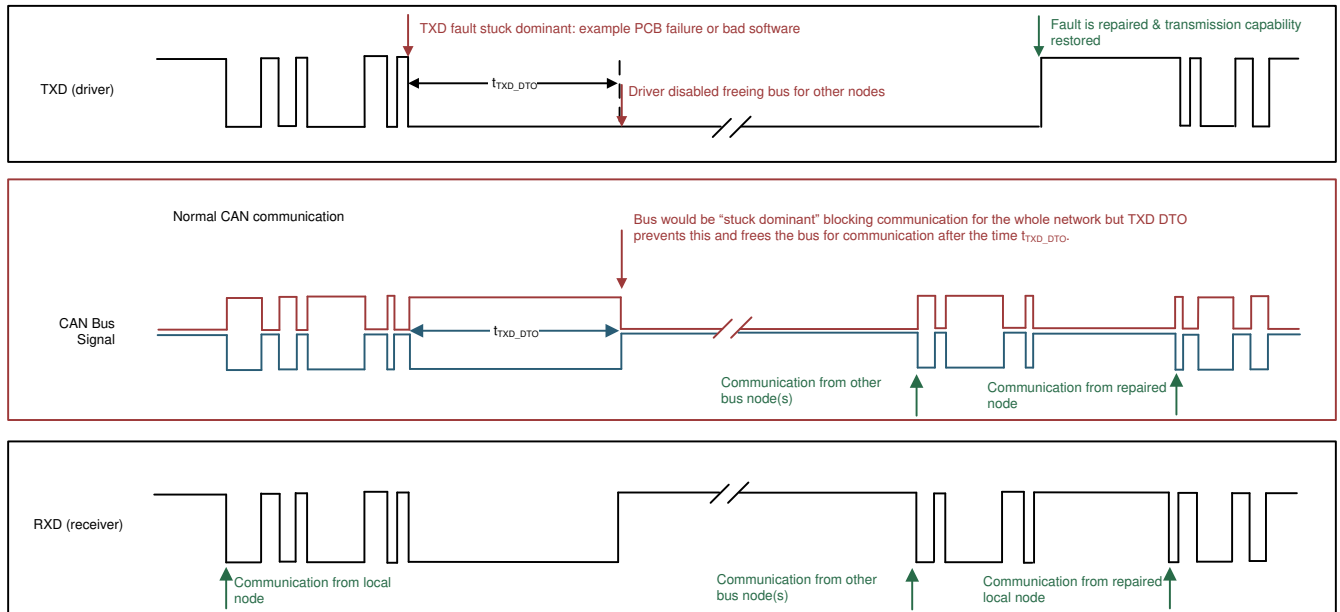 TXD fault stuck dominant: example PCB failure or bad software
Fault is repaired & transmission capability
restored
TXD (driver)
tTXD_DTO
Driver disabled freeing bus for other nodes
Normal CAN communication
Bus would be “stuck dominant” blocking communication for the whole network but TXD DTO
prevents this and frees the bus for communication after the time tTXD_DTO.
CAN Bus
Signal
tTXD_DTO
Communication from other
bus node(s)
Communication from repaired
node
RXD (receiver)
Communication from local
node
Communication from other
bus node(s)
Communication from repaired
local node